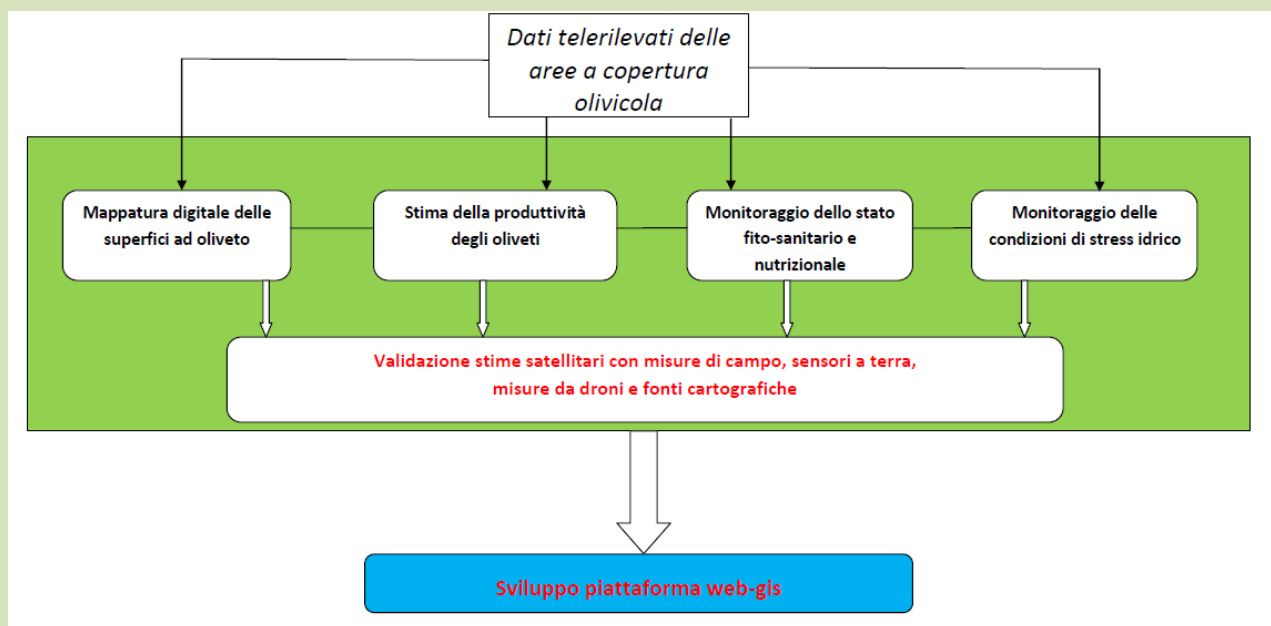 Dati telerilevati delle
aree a copertura
olivicola
Mappatura digitale delle
superfici ad oliveto
Stima della produttività
degli oliveti
Monitoraggio dello stato
fito-sanitario e
nutrizionale
Monitoraggio delle
condizioni di stress idrico
Validazione stime satellitari con misure di campo, sensori a terra,
misure da droni e fonti cartografiche
Sviluppo piattaforma web-gis